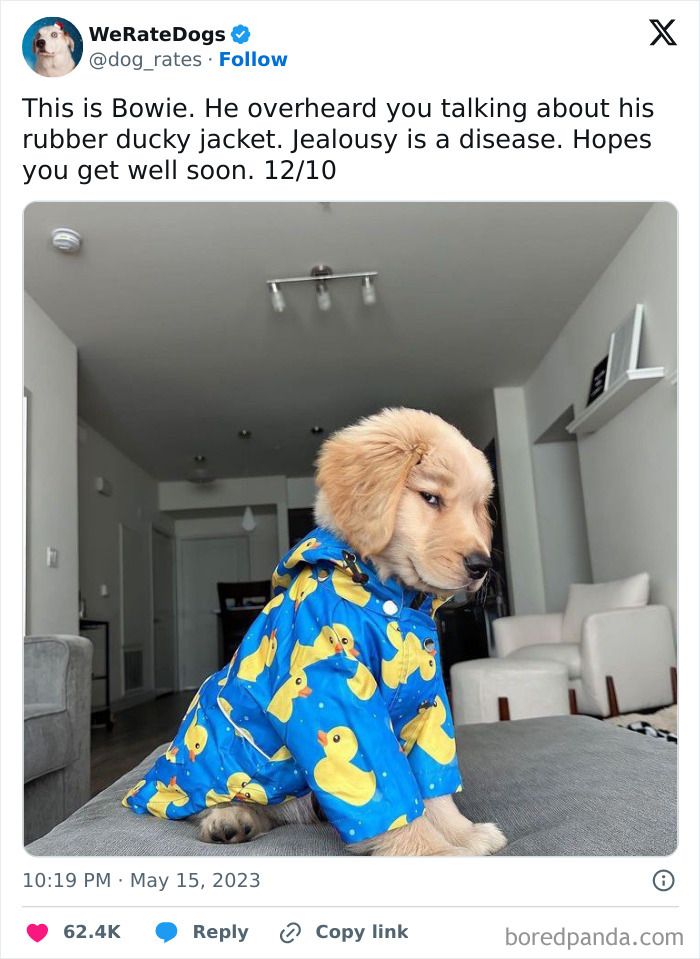 WeRateDogs
@dog_rates · Follow
This is Bowie. He overheard you talking about his
rubber ducky jacket. Jealousy is a disease. Hopes
you get well soon. 12/10
10:19 PM · May 15, 2023
62.4K Reply Copy link
boredpanda.com